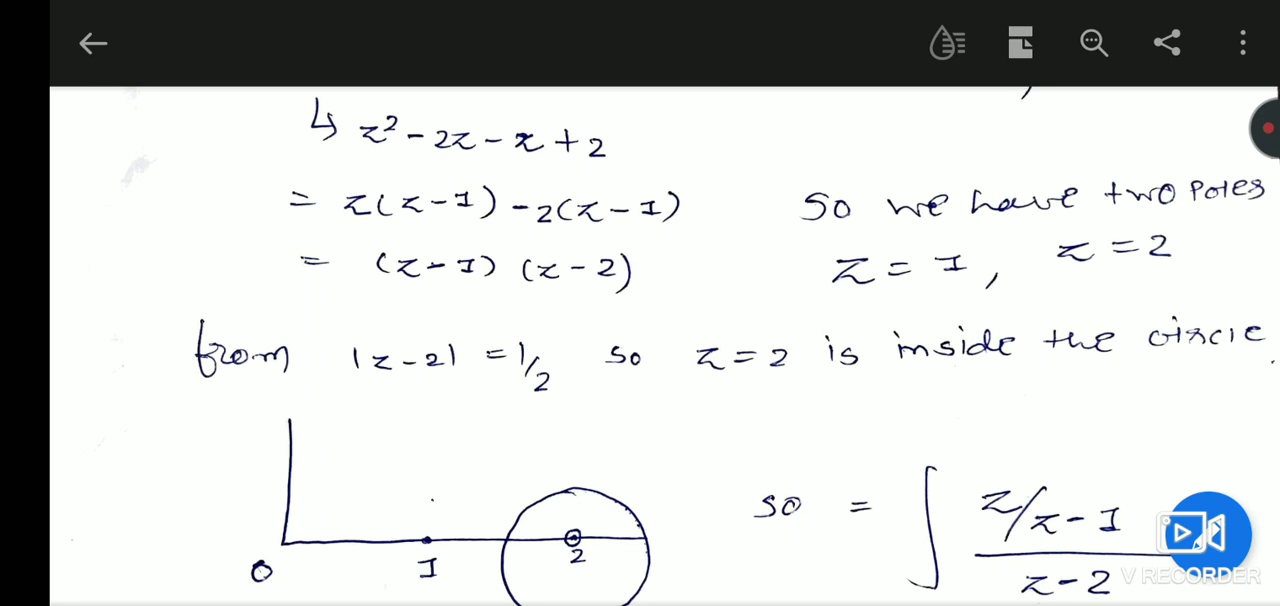 ↳ z² - 2z - z + 2
= z(z-1) - 2(z-1)
So we have two Poles
= (z-1) (z-2)
z = 1, z = 2
from |z-2| = 1/2 so z = 2 is inside the circle.
0 1 2
so = ∫ z/z-1 / z-2
V RECORDER